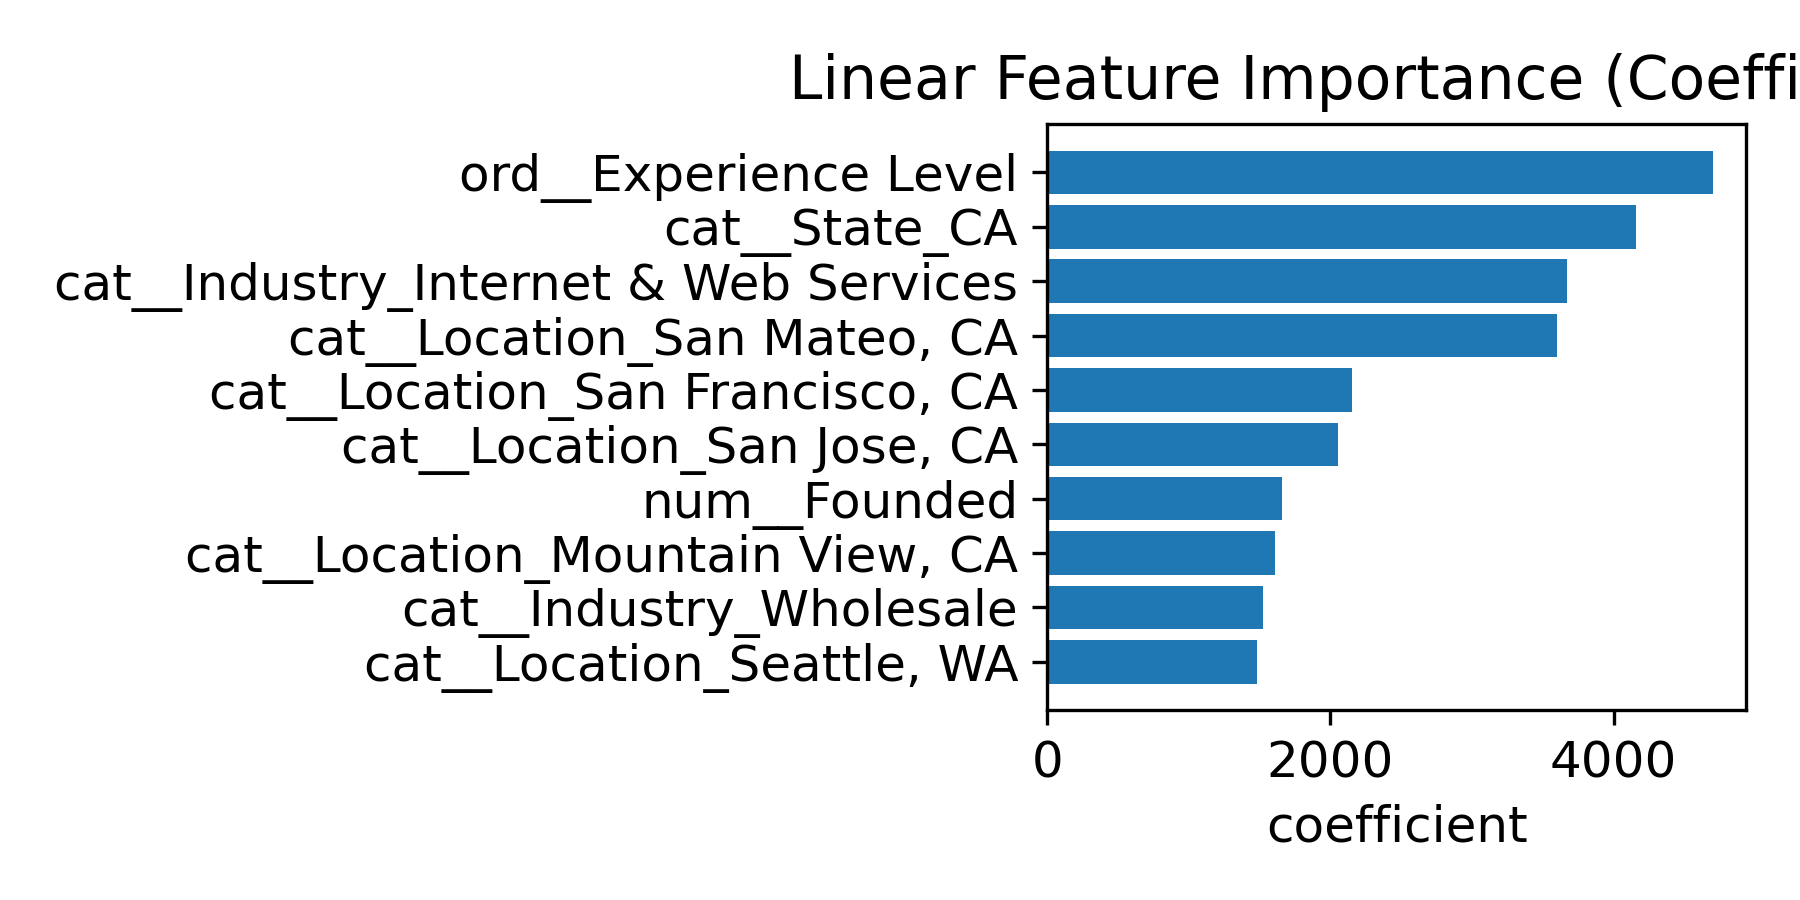 Linear Feature Importance (Coeffi
ord__Experience Level
cat__State_CA
cat__Industry_Internet & Web Services
cat__Location_San Mateo, CA
cat__Location_San Francisco, CA
cat__Location_San Jose, CA
num__Founded
cat__Location_Mountain View, CA
cat__Industry_Wholesale
cat__Location_Seattle, WA
0 2000 4000
coefficient